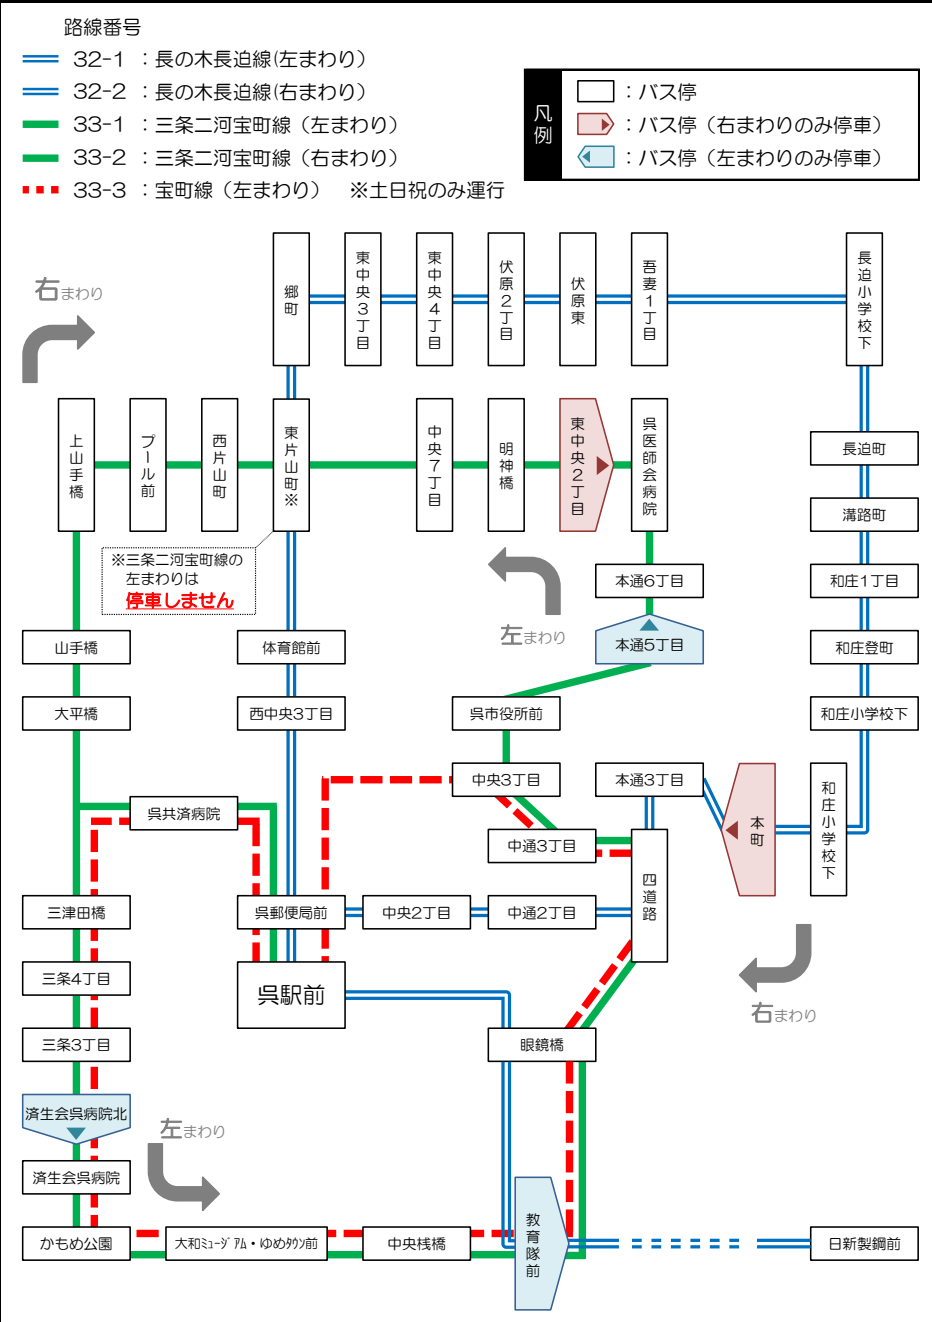 路線番号
32-1 ：長の木長迫線(左まわり）
32-2 ：長の木長迫線(右まわり）
33-1 ：三条二河宝町線（左まわり）
33-2 ：三条二河宝町線（右まわり）
33-3 ：宝町線（左まわり） ※土日祝のみ運行
凡例
：バス停
：バス停（右まわりのみ停車）
：バス停（左まわりのみ停車）
右まわり
郷町
東中央3丁目
東中央4丁目
伏原2丁目
伏原東
吾妻1丁目
長迫小学校下
上山手橋
プール前
西片山町
東片山町※
中央7丁目
明神橋
東中央2丁目
呉医師会病院
長迫町
溝路町
※三条二河宝町線の
左まわりは
停車しません
左まわり
本通6丁目
和庄1丁目
山手橋
体育館前
本通5丁目
和庄登町
大平橋
西中央3丁目
呉市役所前
和庄小学校下
呉共済病院
中央3丁目
本通3丁目
本町
和庄小学校下
中通3丁目
四道路
三津田橋
呉郵便局前
中央2丁目
中通2丁目
三条4丁目
呉駅前
右まわり
三条3丁目
眼鏡橋
済生会呉病院北
左まわり
済生会呉病院
教育隊前
かもめ公園
大和ﾐｭｰｼﾞｱﾑ・ゆめﾀｳﾝ前
中央桟橋
日新製鋼前